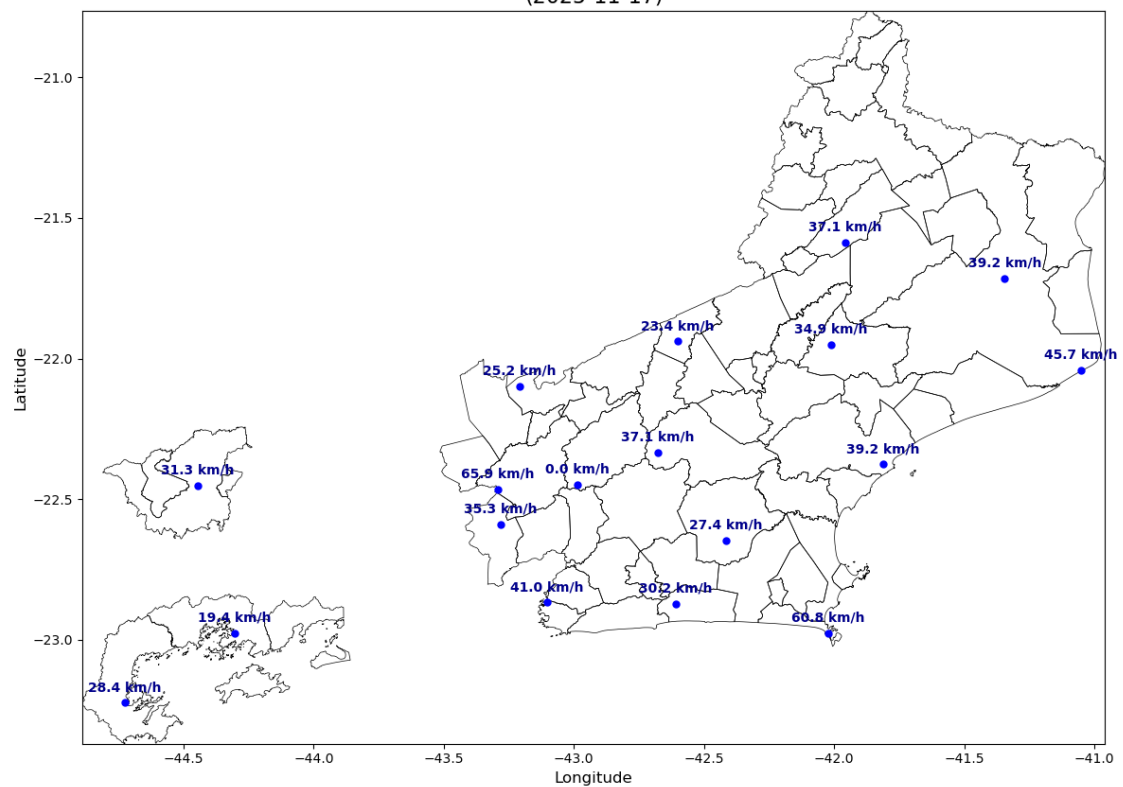 (2025-11-17)
−21.0
−21.5
−22.0
−22.5
−23.0
Latitude
37.1 km/h
39.2 km/h
23.4 km/h
34.9 km/h
45.7 km/h
25.2 km/h
37.1 km/h
39.2 km/h
31.3 km/h
65.9 km/h
0.0 km/h
35.3 km/h
27.4 km/h
41.0 km/h
30.2 km/h
19.4 km/h
60.8 km/h
28.4 km/h
−44.5
−44.0
−43.5
−43.0
−42.5
−42.0
−41.5
−41.0
Longitude